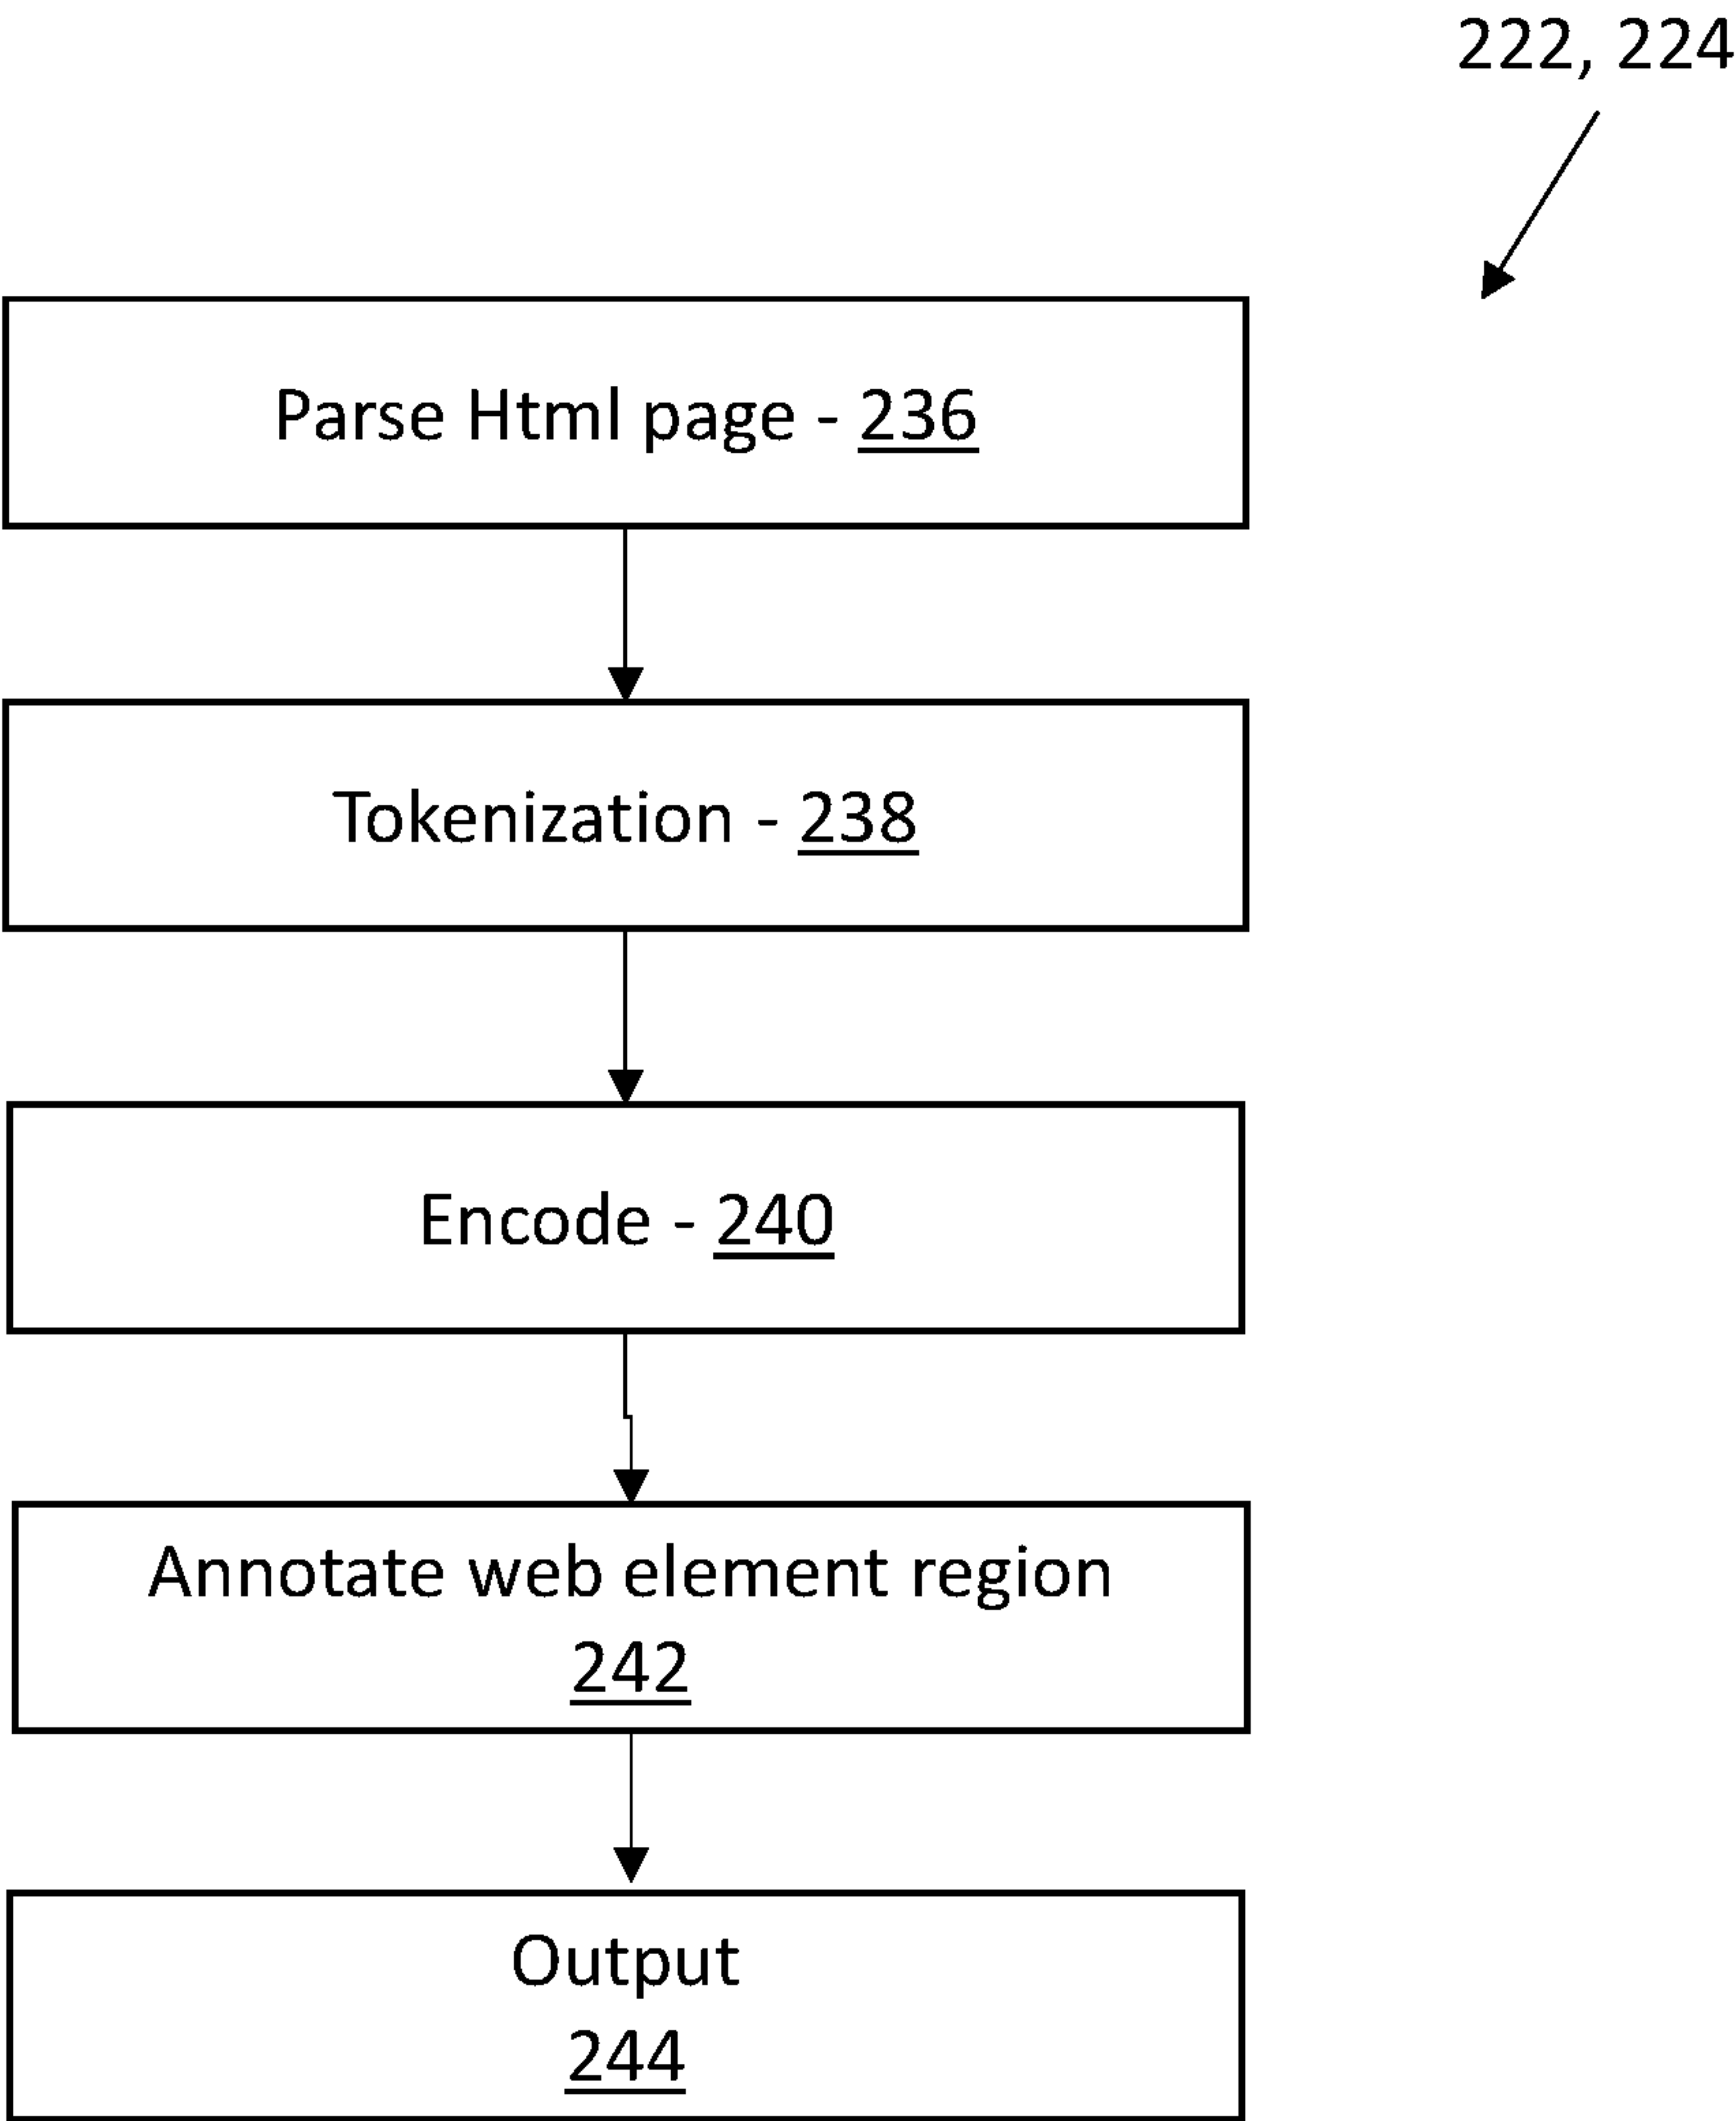 222, 224
Parse Html page - 236
Tokenization - 238
Encode - 240
Annotate web element region
242
Output
244